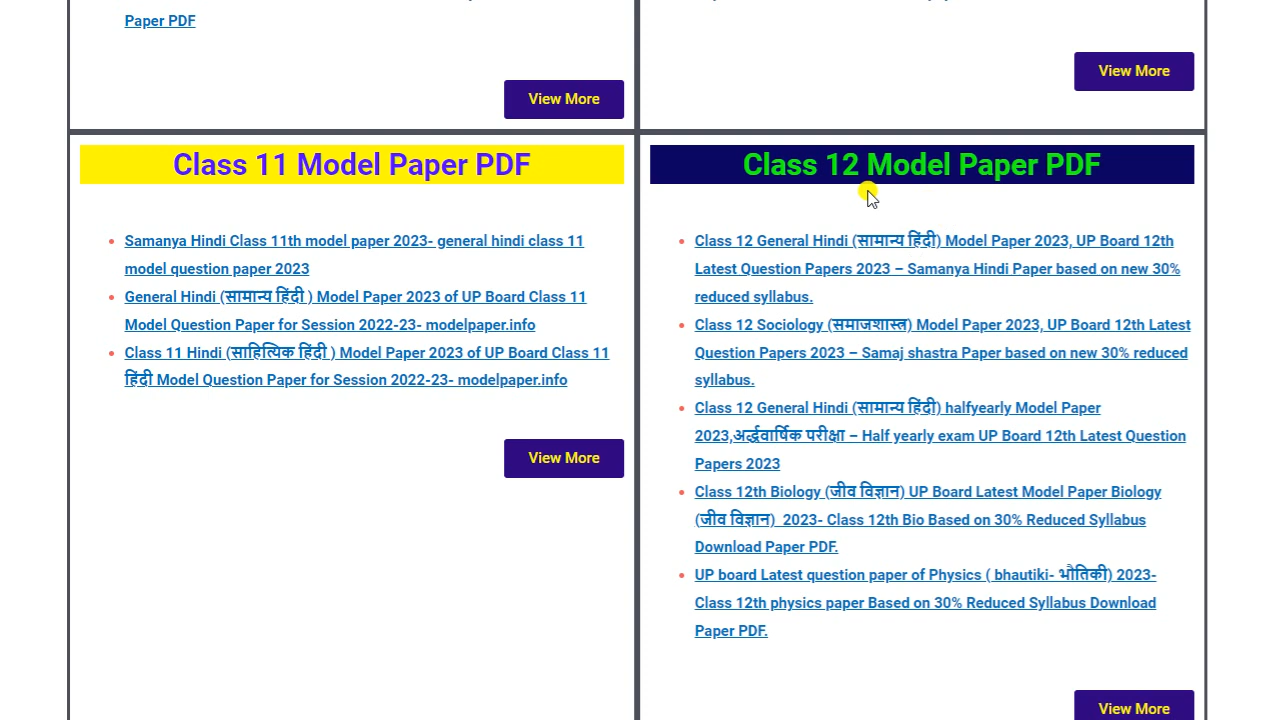 Paper PDF
View More
View More
Class 11 Model Paper PDF
Samanya Hindi Class 11th model paper 2023- general hindi class 11
model question paper 2023
General Hindi (सामान्य हिंदी ) Model Paper 2023 of UP Board Class 11
Model Question Paper for Session 2022-23- modelpaper.info
Class 11 Hindi (साहित्यिक हिंदी ) Model Paper 2023 of UP Board Class 11
हिंदी Model Question Paper for Session 2022-23- modelpaper.info
View More
Class 12 Model Paper PDF
Class 12 General Hindi (सामान्य हिंदी) Model Paper 2023, UP Board 12th
Latest Question Papers 2023 – Samanya Hindi Paper based on new 30%
reduced syllabus.
Class 12 Sociology (समाजशास्त्र) Model Paper 2023, UP Board 12th Latest
Question Papers 2023 – Samaj shastra Paper based on new 30% reduced
syllabus.
Class 12 General Hindi (सामान्य हिंदी) halfyearly Model Paper
2023,अर्द्धवार्षिक परीक्षा – Half yearly exam UP Board 12th Latest Question
Papers 2023
Class 12th Biology (जीव विज्ञान) UP Board Latest Model Paper Biology
(जीव विज्ञान) 2023- Class 12th Bio Based on 30% Reduced Syllabus
Download Paper PDF.
UP board Latest question paper of Physics ( bhautiki- भौतिकी) 2023-
Class 12th physics paper Based on 30% Reduced Syllabus Download
Paper PDF.
View More